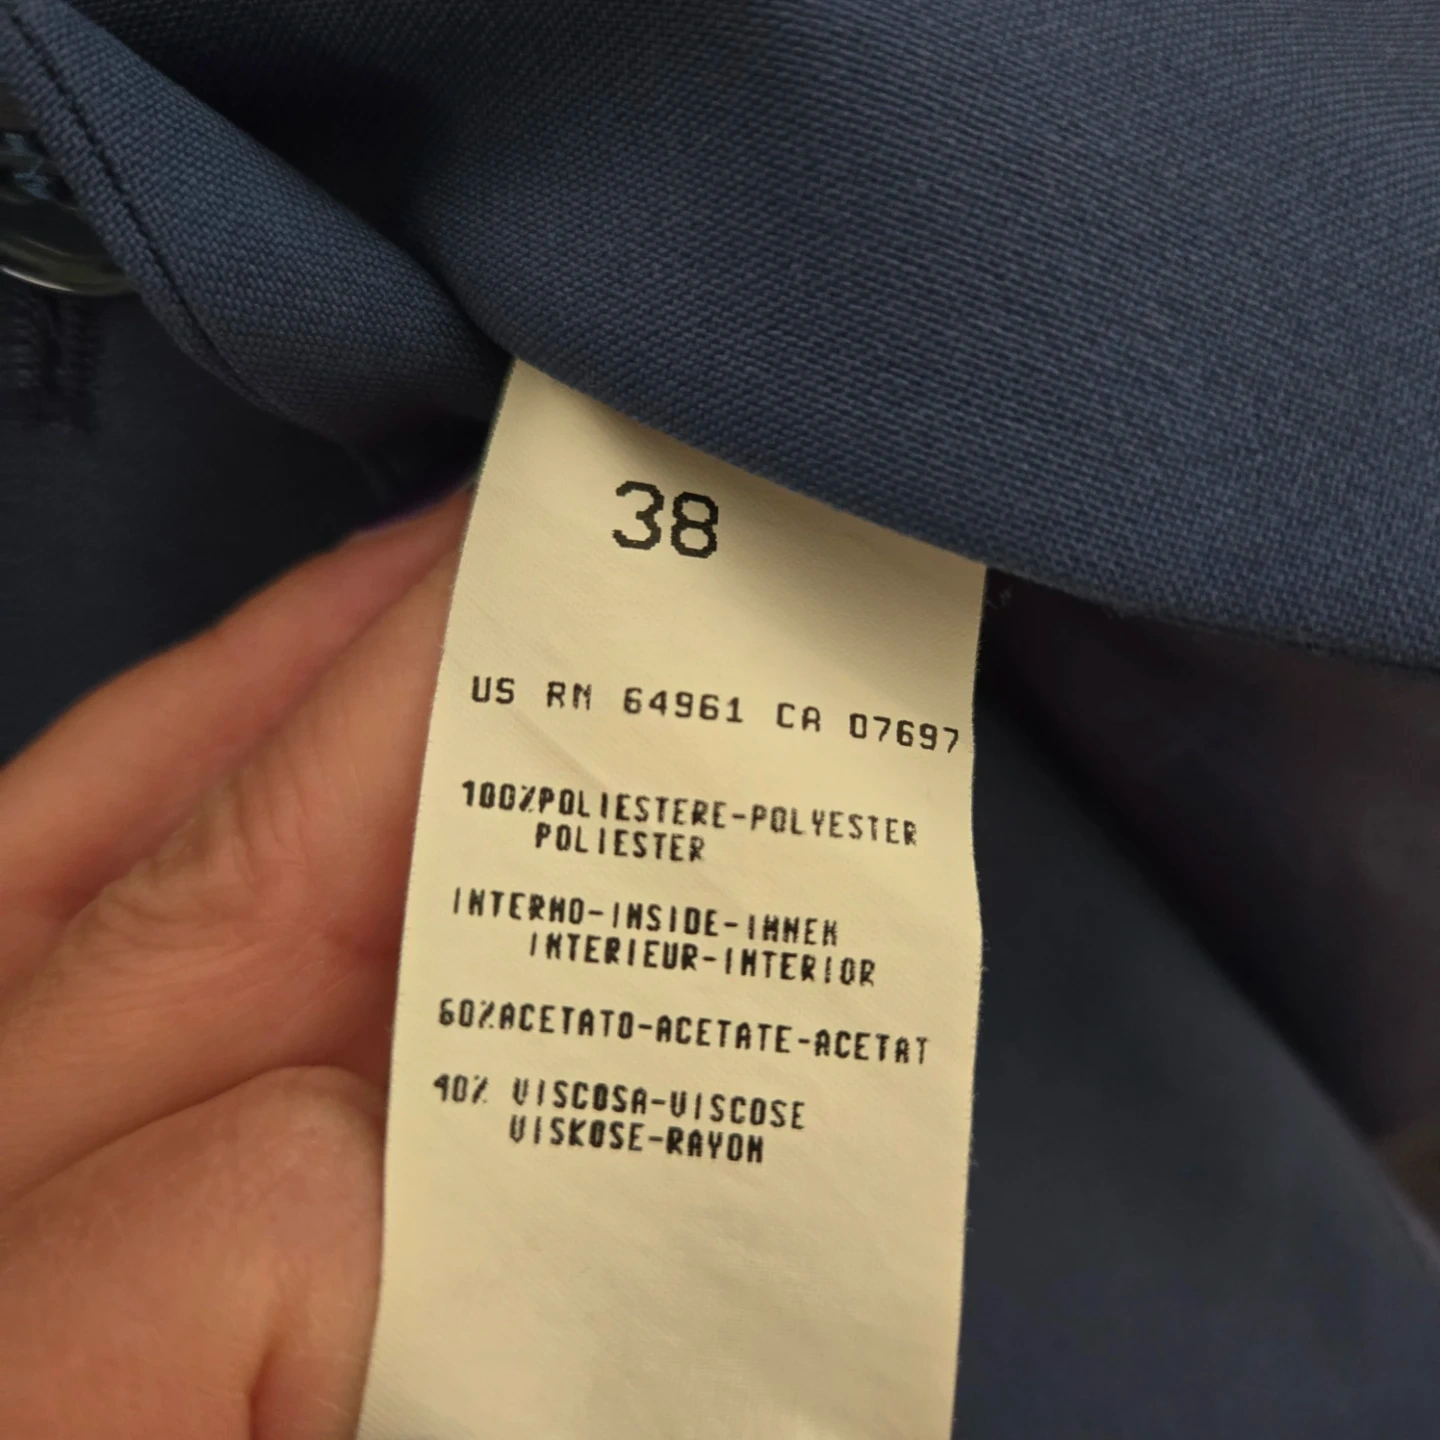 38
US RN 64961 CA 07697
100%POLIESTERE-POLYESTER
POLIESTER
INTERNO-INSIDE-INNEN
INTERIEUR-INTERIOR
60%ACETATO-ACETATE-ACETAT
40% VISCOSA-VISCOSE
VISKOSE-RAYON